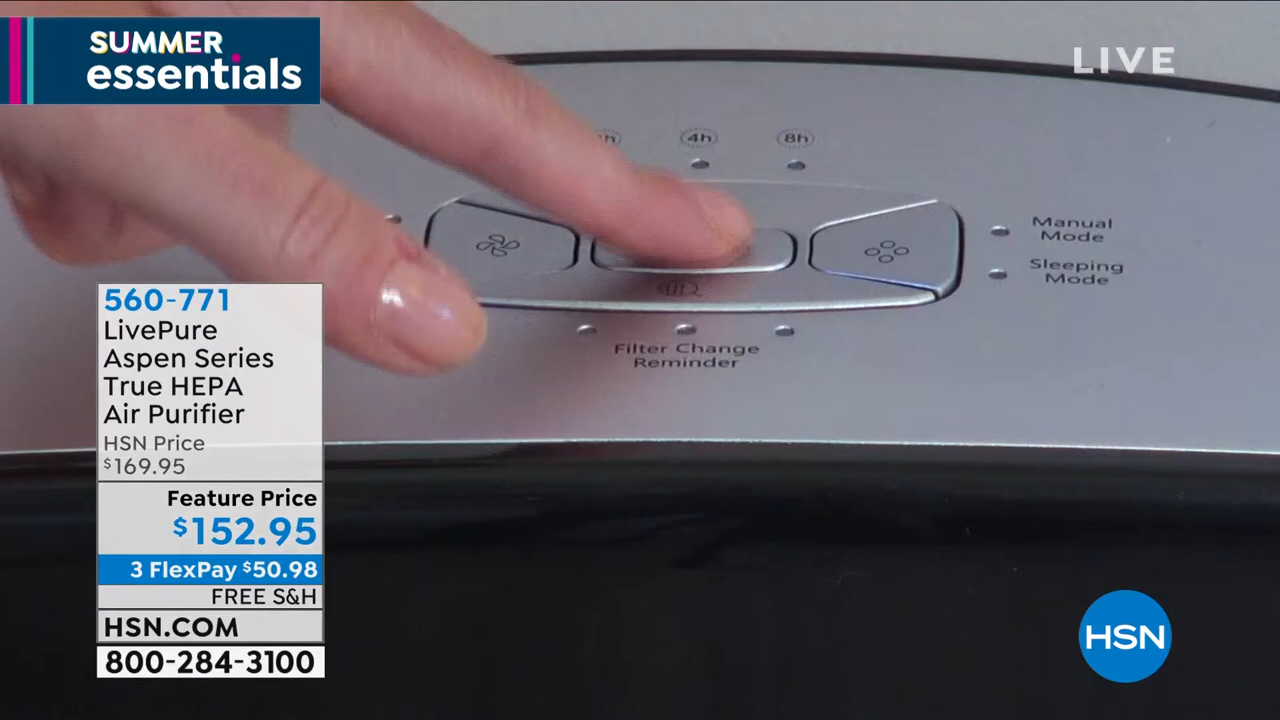 SUMMER
essentials
LIVE
4h
8h
Manual
Mode
Sleeping
Mode
Filter Change
Reminder
560-771
LivePure
Aspen Series
True HEPA
Air Purifier
HSN Price
$169.95
Feature Price
$152.95
3 FlexPay $50.98
FREE S&H
HSN.COM
800-284-3100
HSN